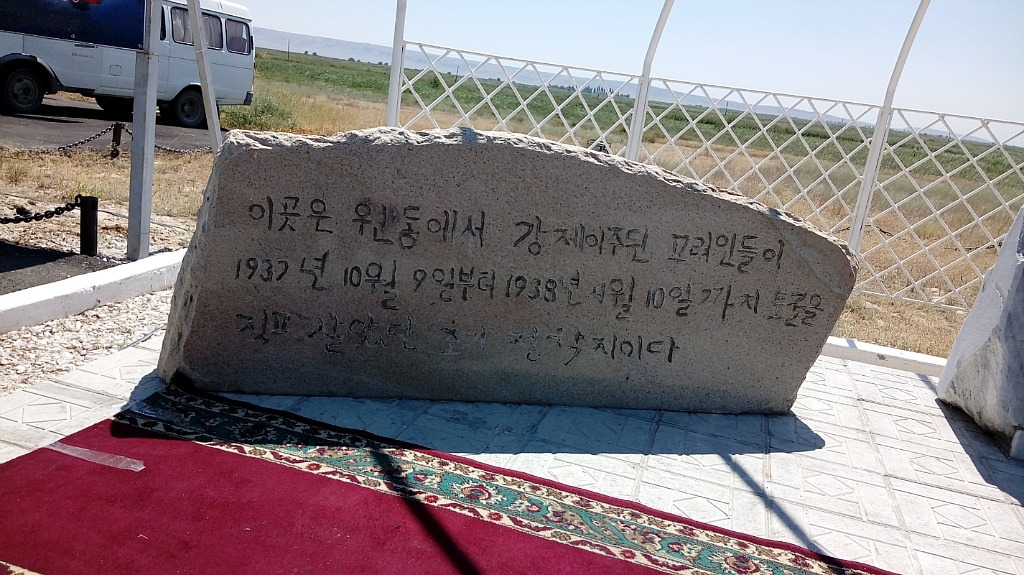 이곳은 원동에서 강제이주된 고려인들이
1937년 10월 9일부터 1938년 4월 10일까지 토굴을
짓고 살았던 초기 정착지이다